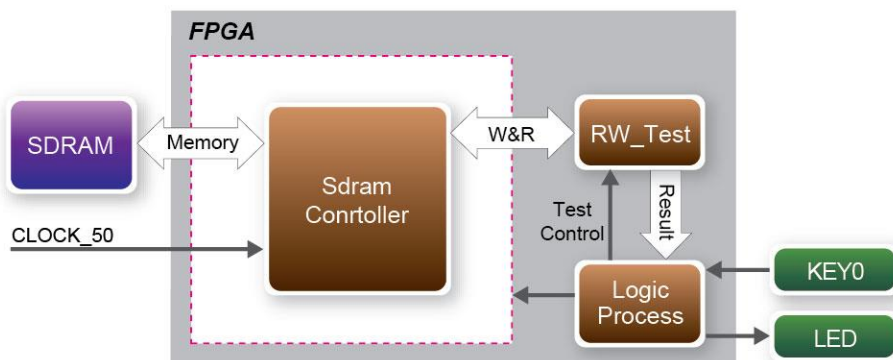 FPGA
SDRAM
Memory
Sdram
Conrtoller
W&R
RW_Test
CLOCK_50
Test
Control
Result
Logic
Process
KEY0
LED